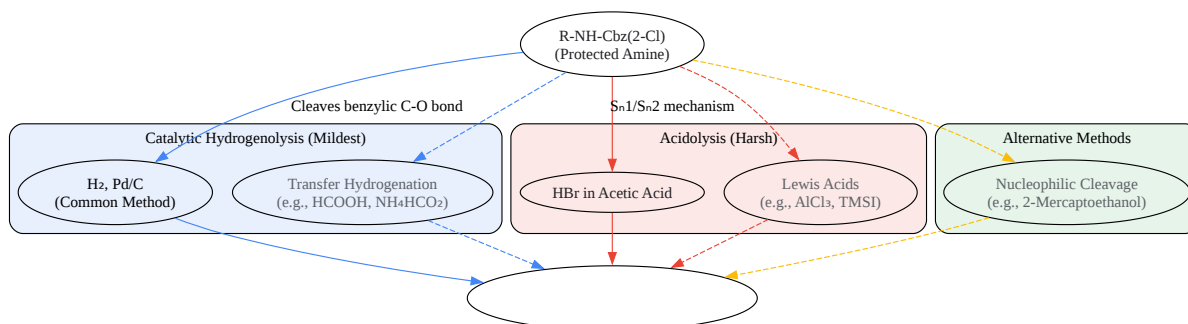 R-NH-Cbz(2-Cl)
(Protected Amine)
Cleaves benzylic C-O bond
Sₙ1/Sₙ2 mechanism
Catalytic Hydrogenolysis (Mildest)
Acidolysis (Harsh)
Alternative Methods
H₂, Pd/C
(Common Method)
Transfer Hydrogenation
(e.g., HCOOH, NH₄HCO₂)
HBr in Acetic Acid
Lewis Acids
(e.g., AlCl₃, TMSI)
Nucleophilic Cleavage
(e.g., 2-Mercaptoethanol)